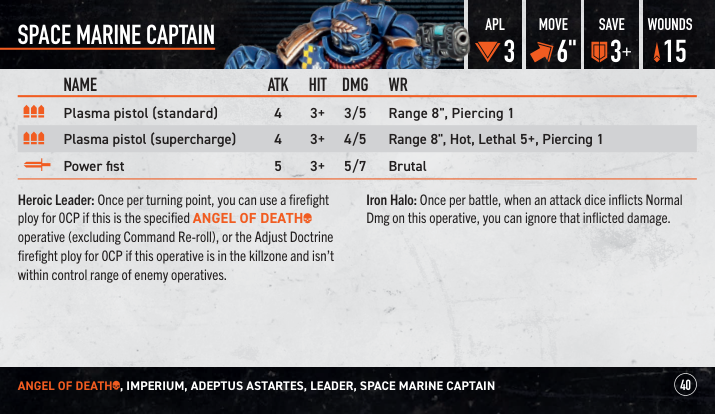 SPACE MARINE CAPTAIN
APL MOVE SAVE WOUNDS
3 6" 3+ 15
NAME ATK HIT DMG WR
Plasma pistol (standard) 4 3+ 3/5 Range 8", Piercing 1
Plasma pistol (supercharge) 4 3+ 4/5 Range 8", Hot, Lethal 5+, Piercing 1
Power fist 5 3+ 5/7 Brutal
Heroic Leader: Once per turning point, you can use a firefight
ploy for 0CP if this is the specified ANGEL OF DEATH
operative (excluding Command Re-roll), or the Adjust Doctrine
firefight ploy for 0CP if this operative is in the killzone and isn't
within control range of enemy operatives.
Iron Halo: Once per battle, when an attack dice inflicts Normal
Dmg on this operative, you can ignore that inflicted damage.
ANGEL OF DEATH, IMPERIUM, ADEPTUS ASTARTES, LEADER, SPACE MARINE CAPTAIN
40